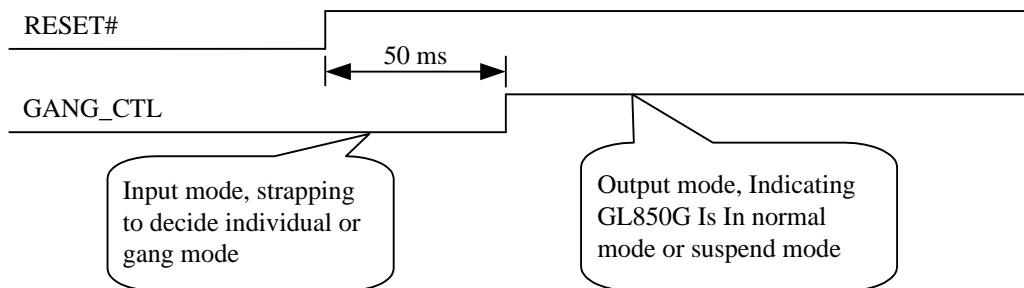 RESET#
50 ms
GANG_CTL
Input mode, strapping
to decide individual or
gang mode
Output mode, Indicating
GL850G Is In normal
mode or suspend mode